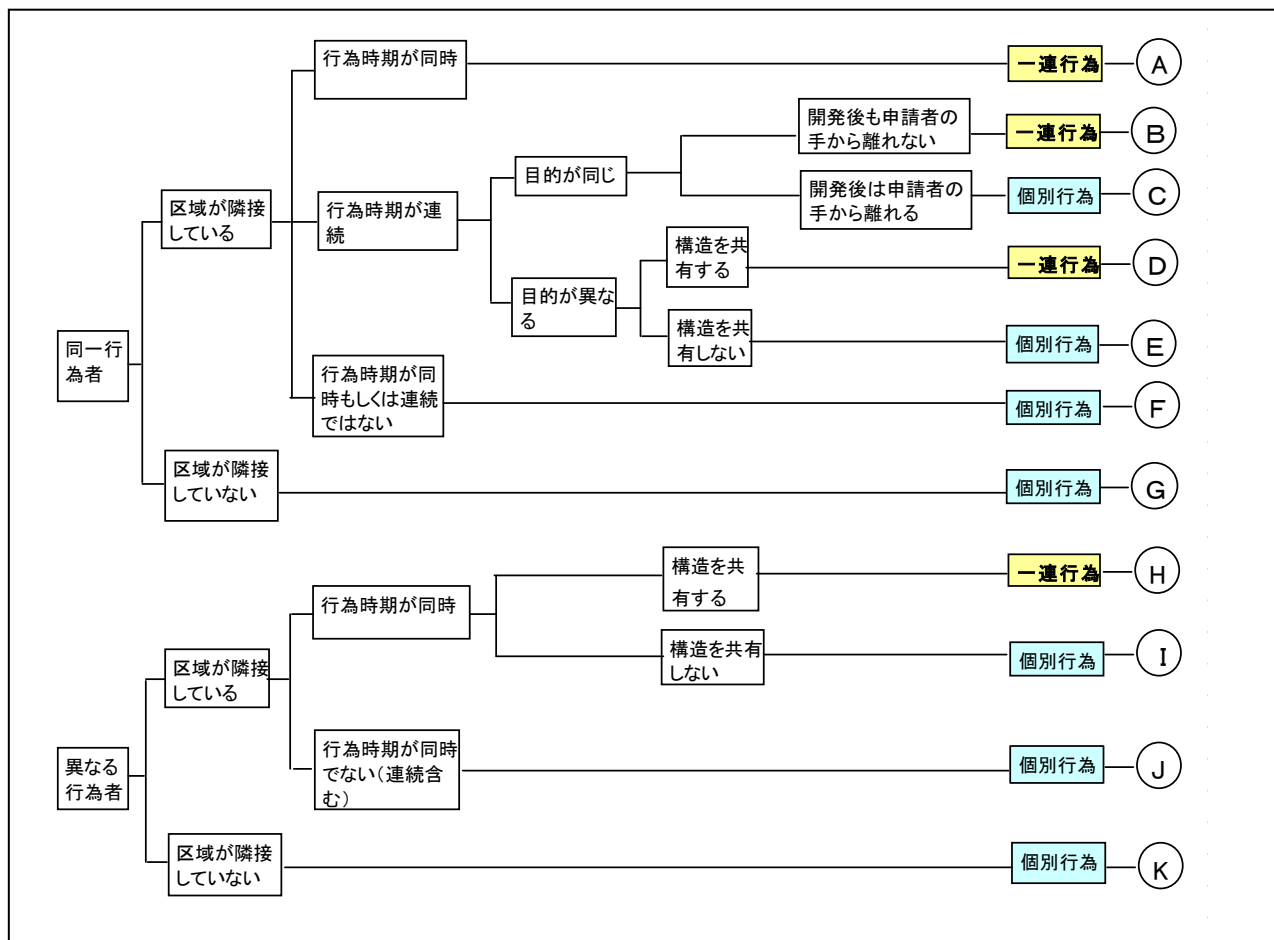 行為時期が同時
一連行為
A
開発後も申請者の
手から離れない
一連行為
B
目的が同じ
開発後は申請者の
手から離れる
個別行為
C
区域が隣接
している
行為時期が連
続
構造を共
有する
一連行為
D
目的が異な
る
構造を共
有しない
個別行為
E
同一行
為者
行為時期が同
時もしくは連続
ではない
個別行為
F
区域が隣接
していない
個別行為
G
構造を共
有する
一連行為
H
行為時期が同時
構造を共有
しない
個別行為
I
区域が隣接
している
行為時期が同時
でない(連続含
む)
個別行為
J
異なる
行為者
区域が隣接
していない
個別行為
K